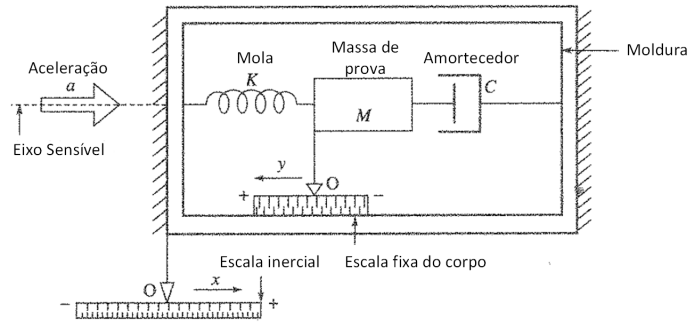 Mola
Massa de
prova
Amortecedor
Moldura
Aceleração
a
K
M
C
Eixo Sensível
y
O
+ −
Escala inercial
Escala fixa do corpo
O
x
− +